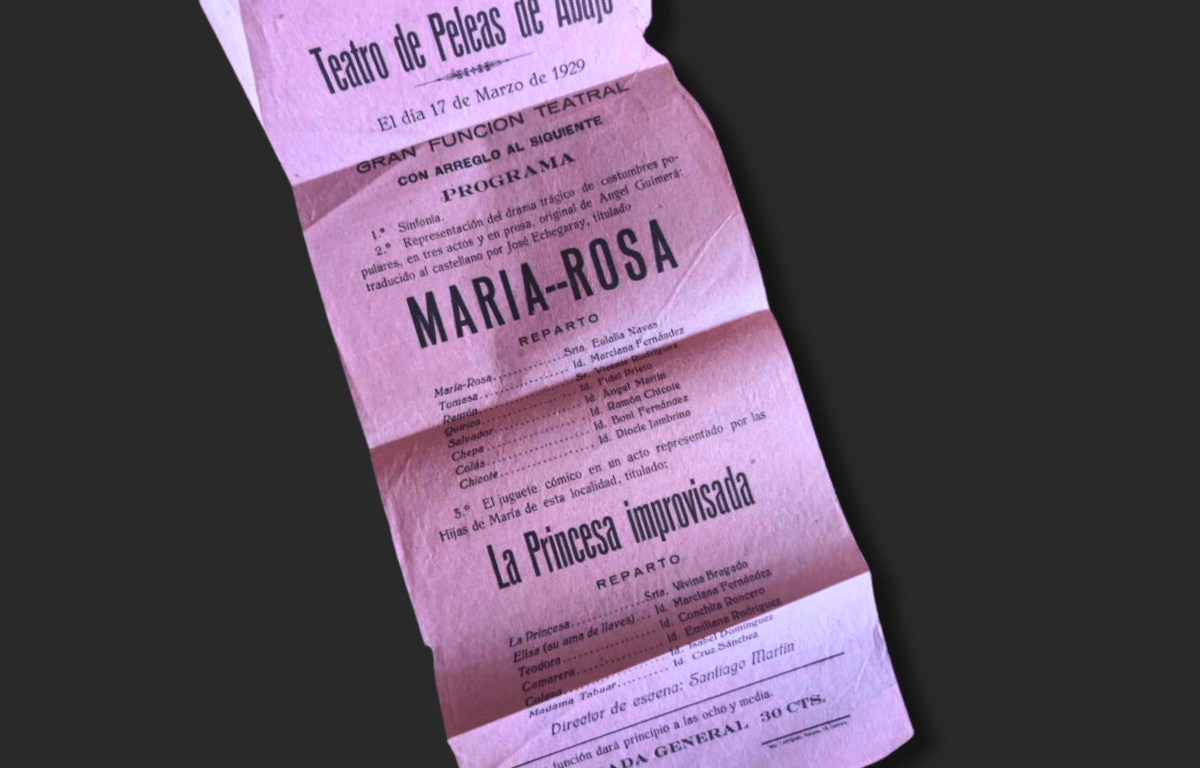 Teatro de Peleas de Abajo
El día 17 de Marzo de 1929
GRAN FUNCION TEATRAL
CON ARREGLO AL SIGUIENTE
PROGRAMA
1.º Sinfonía.
2.º Representación del drama trágico de costumbres po-
pulares, en tres actos y en prosa, original de Angel Guimerá:
traducido al castellano por José Echegaray, titulado
MARIA--ROSA
REPARTO
María-Rosa. . . . . . . . . . . Srta. Eulalia Navas
Tomasa. . . . . . . . . . . . . . Id. Marciana Fernández
Ramón. . . . . . . . . . . . . . Sr. Vicente Rodríguez
Quirico. . . . . . . . . . . . . . Id. Fidel Prieto
Salvador. . . . . . . . . . . . . Id. Angel Martín
Chepa. . . . . . . . . . . . . . . Id. Ramón Chicote
Colás. . . . . . . . . . . . . . . Id. Boni Fernández
Chicote. . . . . . . . . . . . . . Id. Diocle Jambrina
3.º El juguete cómico en un acto representado por las
Hijas de María de esta localidad, titulado:
La Princesa improvisada
REPARTO
La Princesa. . . . . . . . . . . Srta. Vivina Bragado
Elisa (su ama de llaves). . . Id. Marciana Fernández
Teodora. . . . . . . . . . . . . Id. Conchita Roncero
Camarera. . . . . . . . . . . . Id. Emiliana Rodríguez
Colasa. . . . . . . . . . . . . . Id. Isabel Domínguez
Madama Tabuar. . . . . . . . Id. Cruz Sánchez
Director de escena: Santiago Martín
función dará principio a las ocho y media.
ADA GENERAL 30 CTS.